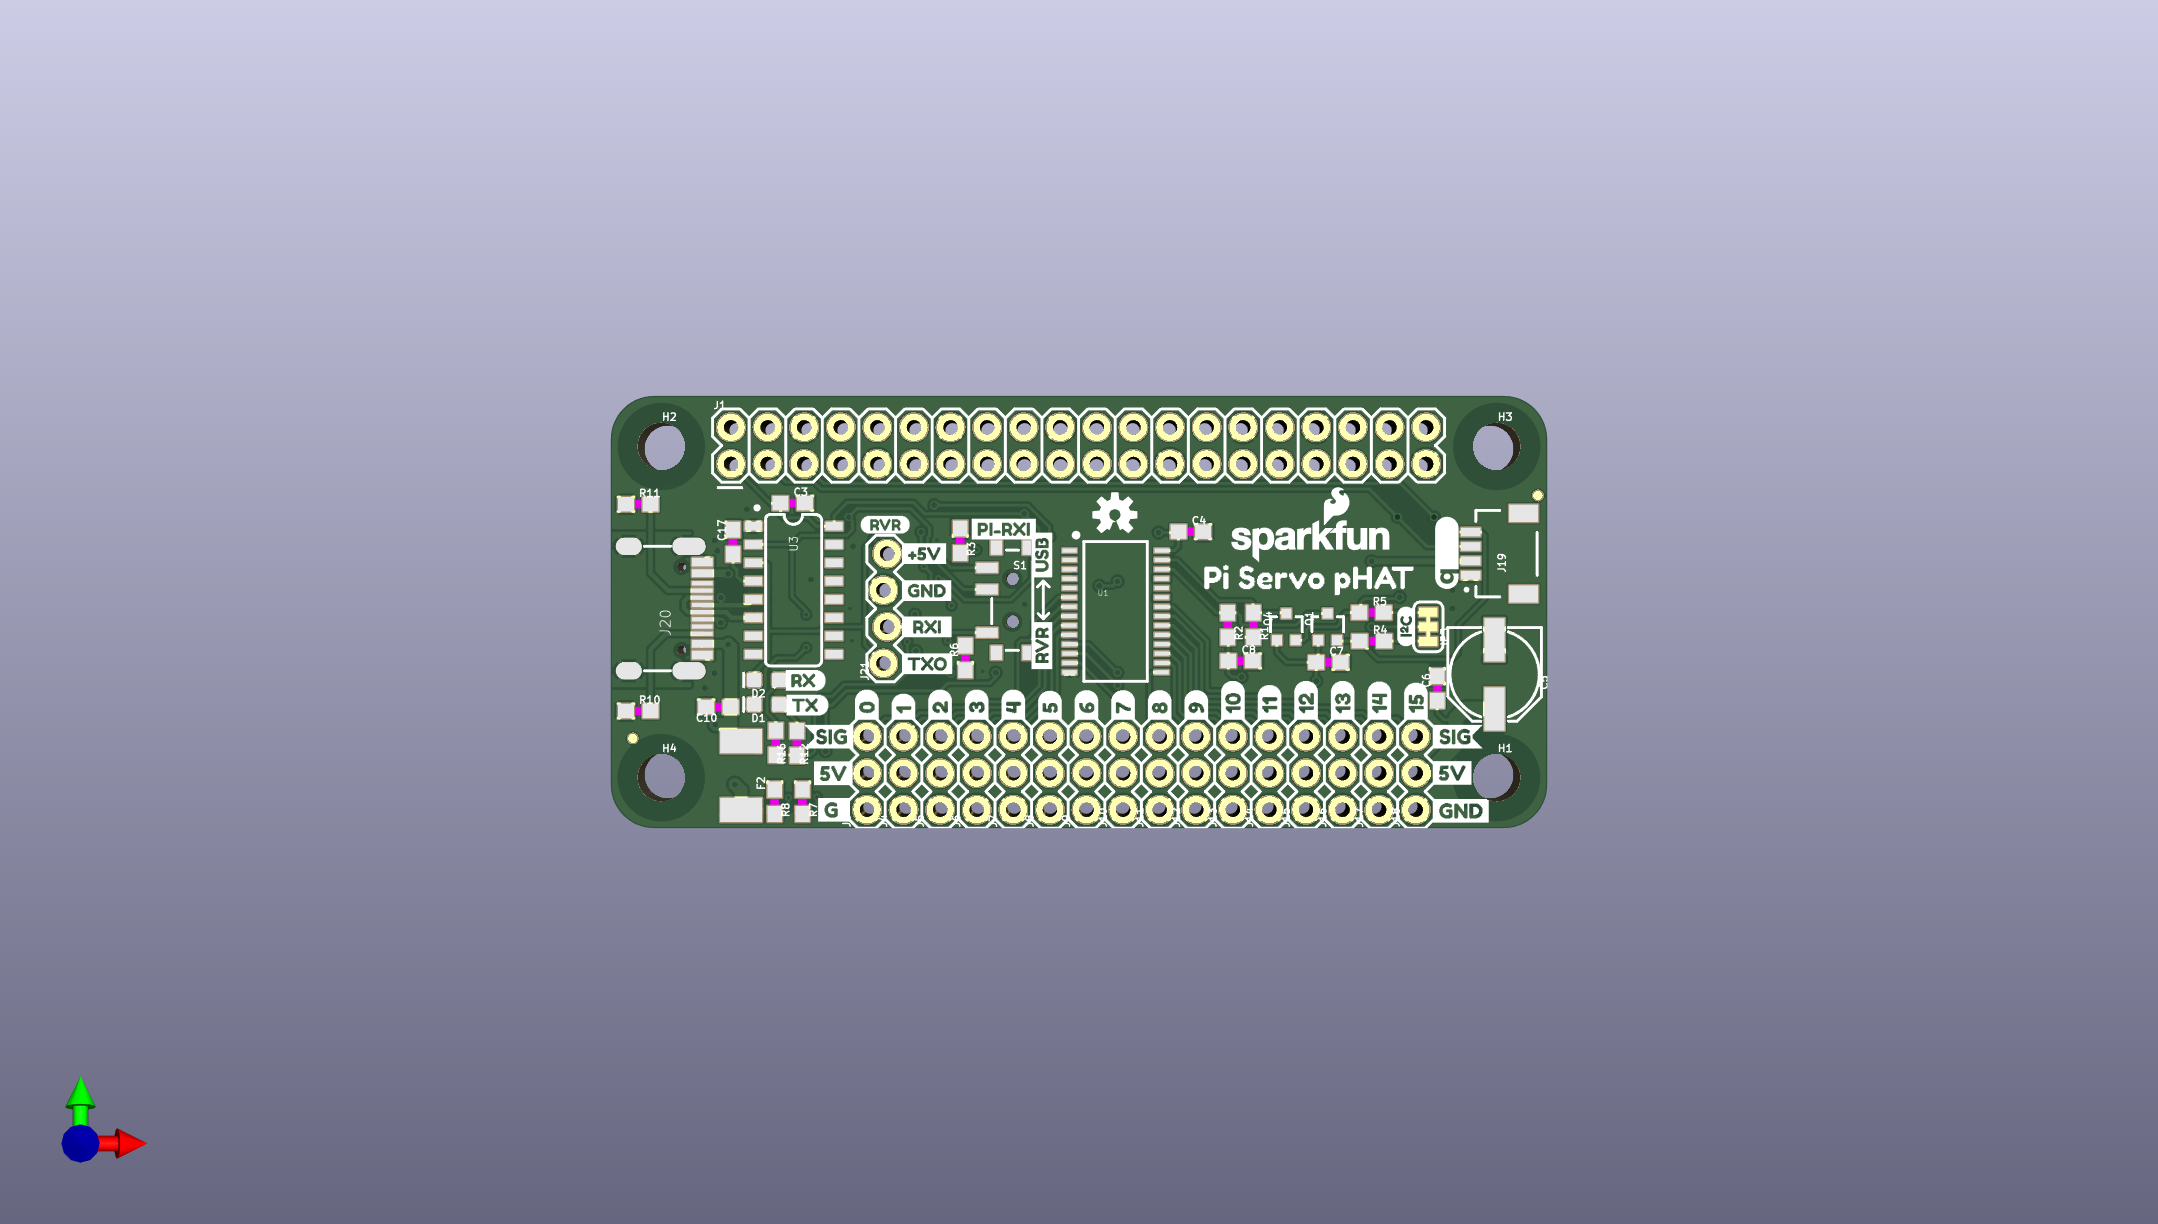 J1
H2
H3
R11
C3
C17
U3
RVR
+5V
GND
RXI
TXO
R3
PI-RXI
USB
S1
RVR
R6
U1
C4
sparkfun
Pi Servo pHAT
q
J19
J20
J21
R2
C8
C7
R5
R4
I²C
C6
RX
TX
D2
D1
R10
C10
H4
H1
0 1 2 3 4 5 6 7 8 9 10 11 12 13 14 15
SIG
SIG
5V
5V
G
GND
F2
R8
R7